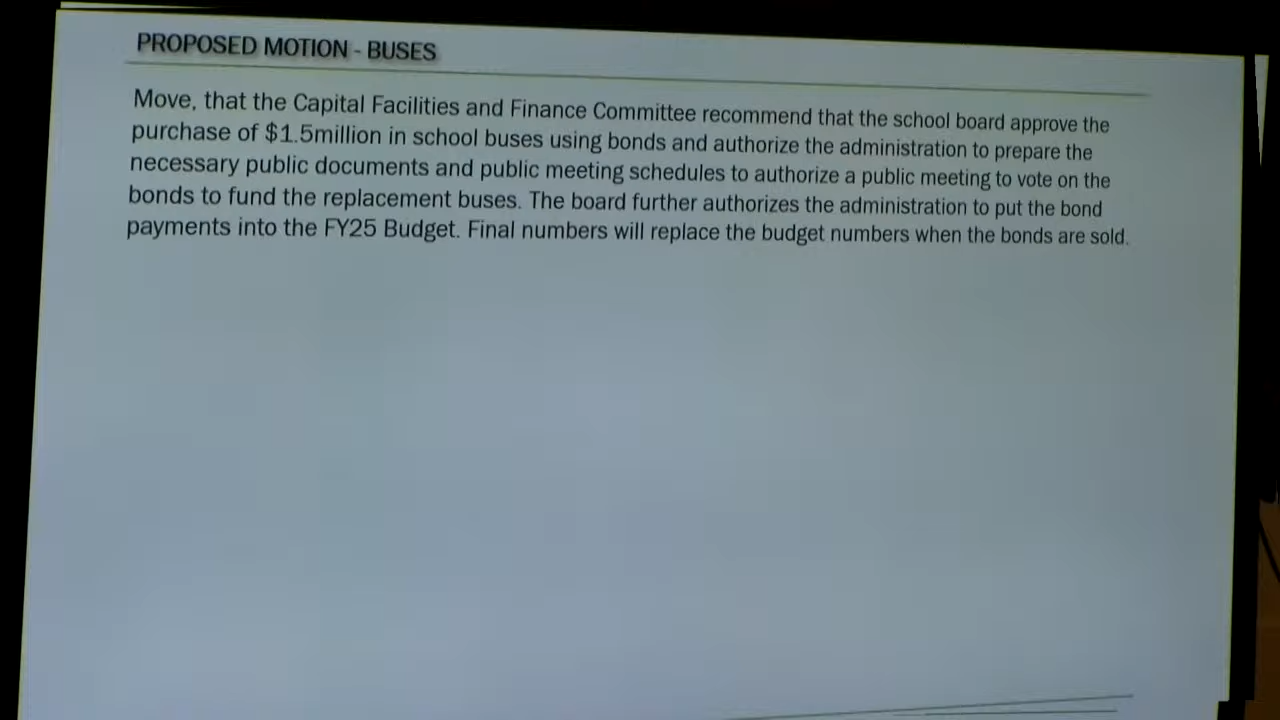 PROPOSED MOTION - BUSES
Move, that the Capital Facilities and Finance Committee recommend that the school board approve the
purchase of $1.5million in school buses using bonds and authorize the administration to prepare the
necessary public documents and public meeting schedules to authorize a public meeting to vote on the
bonds to fund the replacement buses. The board further authorizes the administration to put the bond
payments into the FY25 Budget. Final numbers will replace the budget numbers when the bonds are sold.